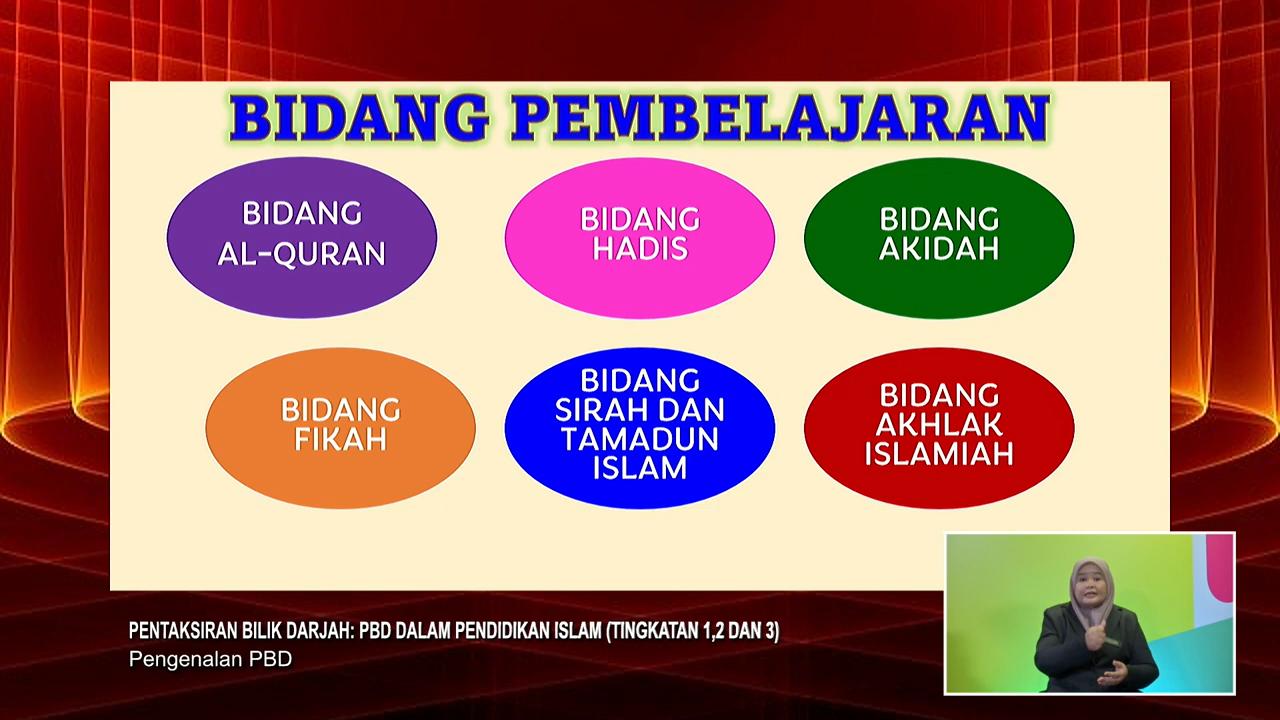 BIDANG PEMBELAJARAN
BIDANG
AL-QURAN
BIDANG
HADIS
BIDANG
AKIDAH
BIDANG
FIKAH
BIDANG
SIRAH DAN
TAMADUN
ISLAM
BIDANG
AKHLAK
ISLAMIAH
PENTAKSIRAN BILIK DARJAH: PBD DALAM PENDIDIKAN ISLAM (TINGKATAN 1,2 DAN 3)
Pengenalan PBD